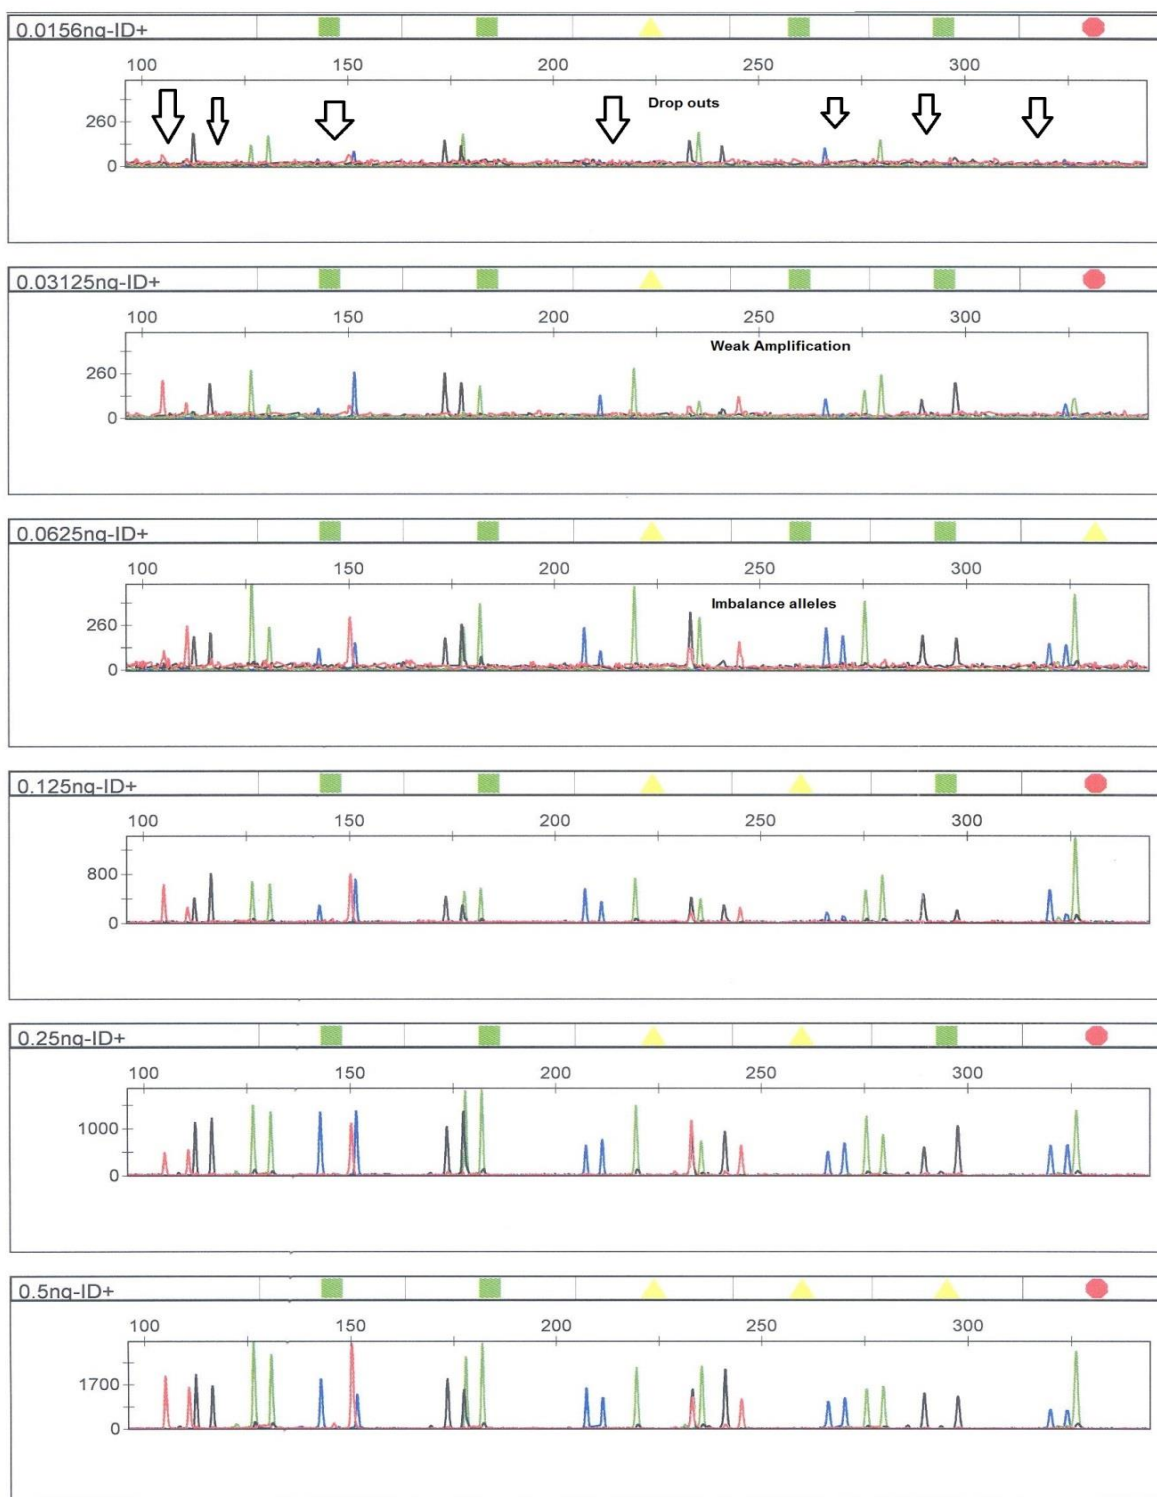 0.0156ng-ID+
100 150 200 250 300
Drop outs
260
0
0.03125ng-ID+
100 150 200 250 300
Weak Amplification
260
0
0.0625ng-ID+
100 150 200 250 300
Imbalance alleles
260
0
0.125ng-ID+
100 150 200 250 300
800
0
0.25ng-ID+
100 150 200 250 300
1000
0
0.5ng-ID+
100 150 200 250 300
1700
0